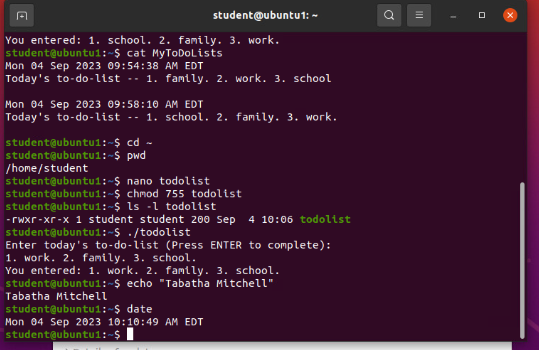 student@ubuntu1: ~
You entered: 1. school. 2. family. 3. work.
student@ubuntu1:~$ cat MyToDoLists
Mon 04 Sep 2023 09:54:38 AM EDT
Today's to-do-list -- 1. family. 2. work. 3. school
Mon 04 Sep 2023 09:58:10 AM EDT
Today's to-do-list -- 1. school. 2. family. 3. work.
student@ubuntu1:~$ cd ~
student@ubuntu1:~$ pwd
/home/student
student@ubuntu1:~$ nano todolist
student@ubuntu1:~$ chmod 755 todolist
student@ubuntu1:~$ ls -l todolist
-rwxr-xr-x 1 student student 200 Sep  4 10:06 todolist
student@ubuntu1:~$ ./todolist
Enter today's to-do-list (Press ENTER to complete):
1. work. 2. family. 3. school.
You entered: 1. work. 2. family. 3. school.
student@ubuntu1:~$ echo "Tabatha Mitchell"
Tabatha Mitchell
student@ubuntu1:~$ date
Mon 04 Sep 2023 10:10:49 AM EDT
student@ubuntu1:~$